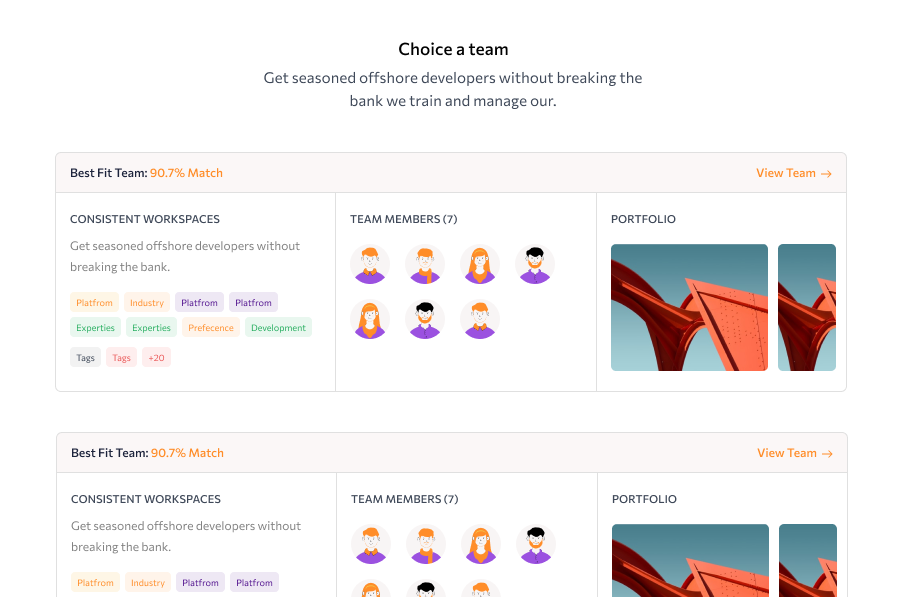 Choice a team
Get seasoned offshore developers without breaking the
bank we train and manage our.
Best Fit Team: 90.7% Match
View Team →
CONSISTENT WORKSPACES
Get seasoned offshore developers without
breaking the bank.
Platfrom Industry Platfrom Platfrom
Experties Experties Prefecence Development
Tags Tags +20
TEAM MEMBERS (7)
PORTFOLIO
Best Fit Team: 90.7% Match
View Team →
CONSISTENT WORKSPACES
Get seasoned offshore developers without
breaking the bank.
Platfrom Industry Platfrom Platfrom
TEAM MEMBERS (7)
PORTFOLIO